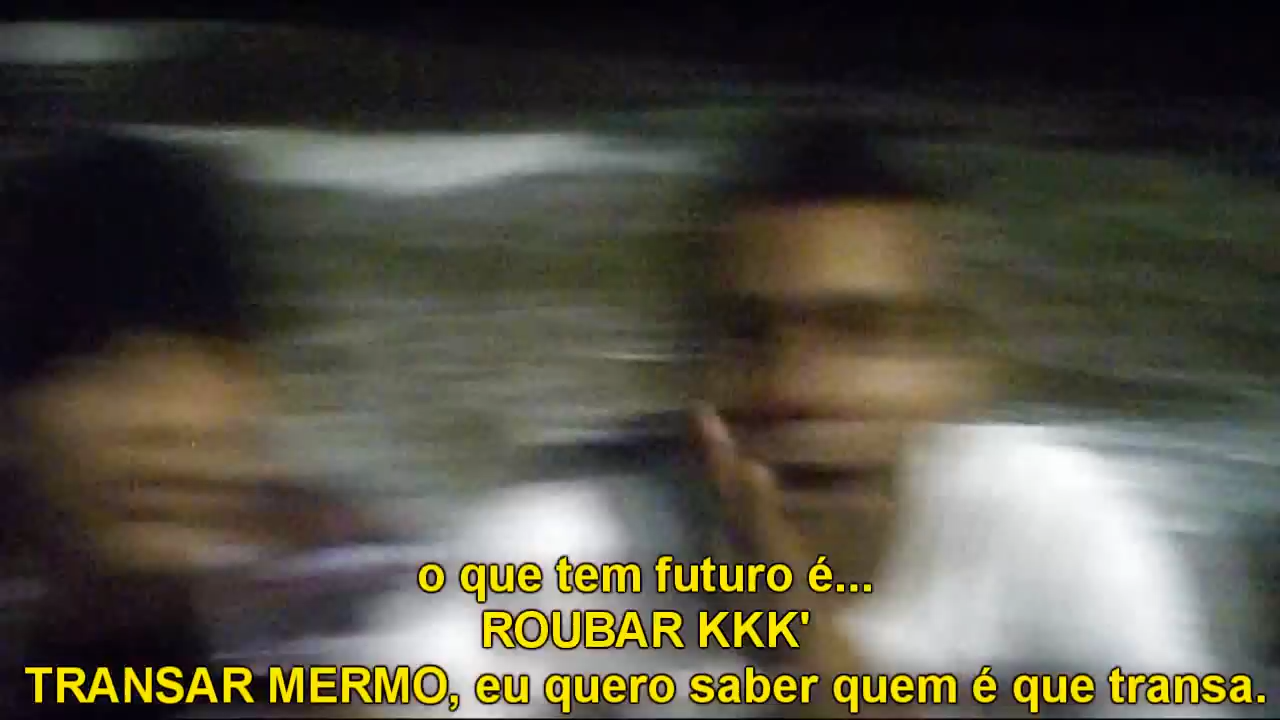 o que tem futuro é...
ROUBAR KKK'
TRANSAR MERMO, eu quero saber quem é que transa.